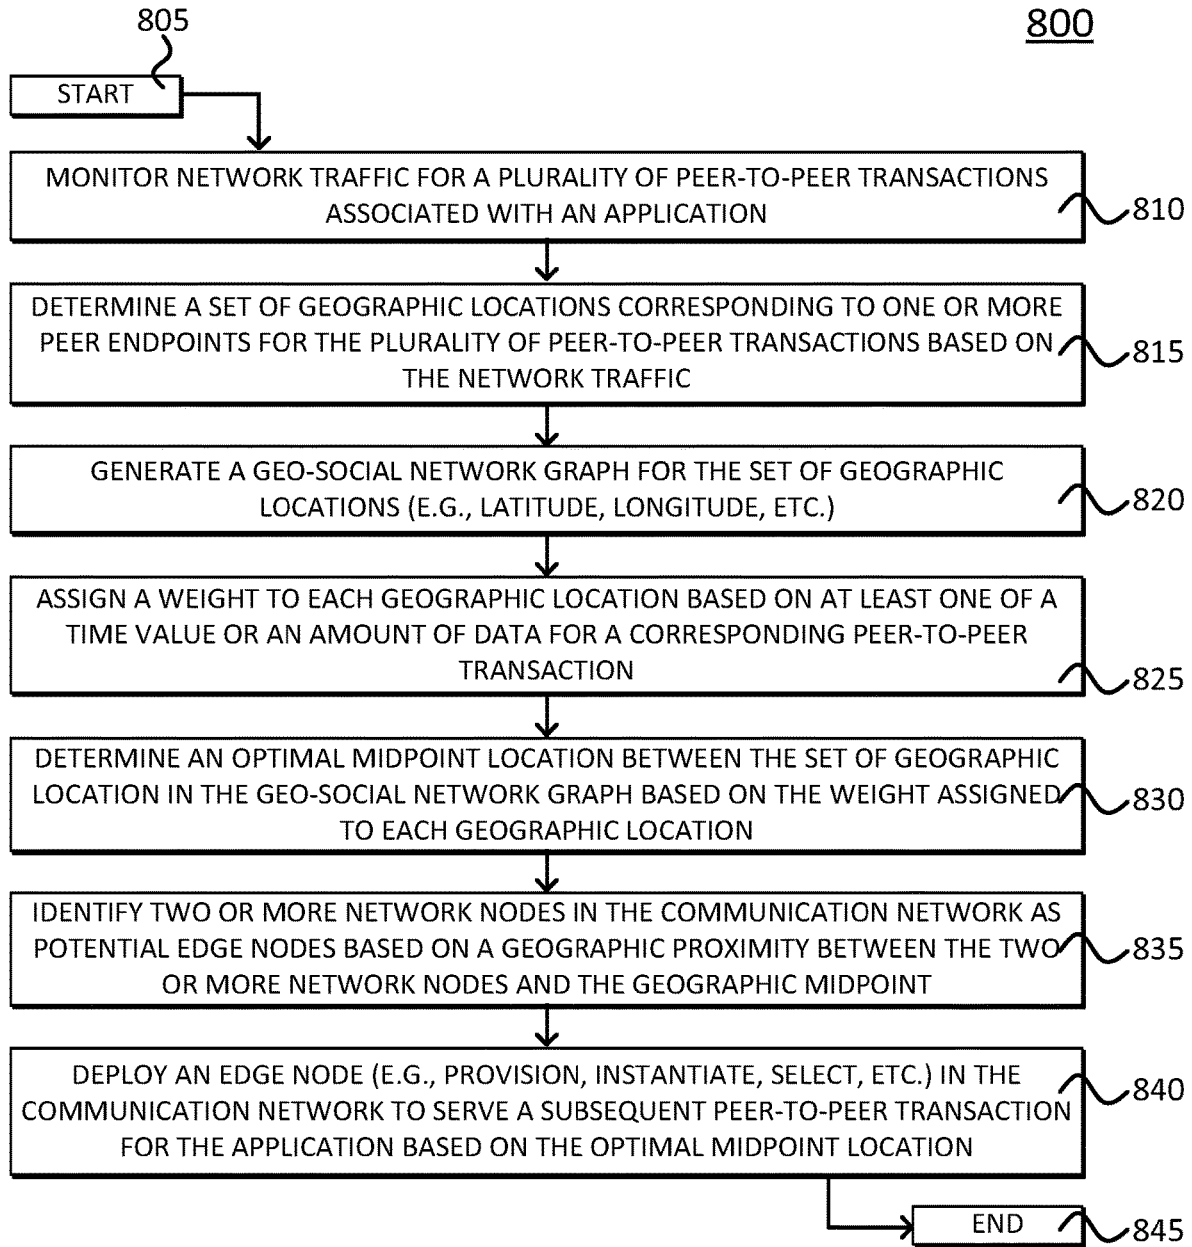 805
800
START
MONITOR NETWORK TRAFFIC FOR A PLURALITY OF PEER-TO-PEER TRANSACTIONS
ASSOCIATED WITH AN APPLICATION
810
DETERMINE A SET OF GEOGRAPHIC LOCATIONS CORRESPONDING TO ONE OR MORE
PEER ENDPOINTS FOR THE PLURALITY OF PEER-TO-PEER TRANSACTIONS BASED ON
THE NETWORK TRAFFIC
815
GENERATE A GEO-SOCIAL NETWORK GRAPH FOR THE SET OF GEOGRAPHIC
LOCATIONS (E.G., LATITUDE, LONGITUDE, ETC.)
820
ASSIGN A WEIGHT TO EACH GEOGRAPHIC LOCATION BASED ON AT LEAST ONE OF A
TIME VALUE OR AN AMOUNT OF DATA FOR A CORRESPONDING PEER-TO-PEER
TRANSACTION
825
DETERMINE AN OPTIMAL MIDPOINT LOCATION BETWEEN THE SET OF GEOGRAPHIC
LOCATION IN THE GEO-SOCIAL NETWORK GRAPH BASED ON THE WEIGHT ASSIGNED
TO EACH GEOGRAPHIC LOCATION
830
IDENTIFY TWO OR MORE NETWORK NODES IN THE COMMUNICATION NETWORK AS
POTENTIAL EDGE NODES BASED ON A GEOGRAPHIC PROXIMITY BETWEEN THE TWO
OR MORE NETWORK NODES AND THE GEOGRAPHIC MIDPOINT
835
DEPLOY AN EDGE NODE (E.G., PROVISION, INSTANTIATE, SELECT, ETC.) IN THE
COMMUNICATION NETWORK TO SERVE A SUBSEQUENT PEER-TO-PEER TRANSACTION
FOR THE APPLICATION BASED ON THE OPTIMAL MIDPOINT LOCATION
840
END
845